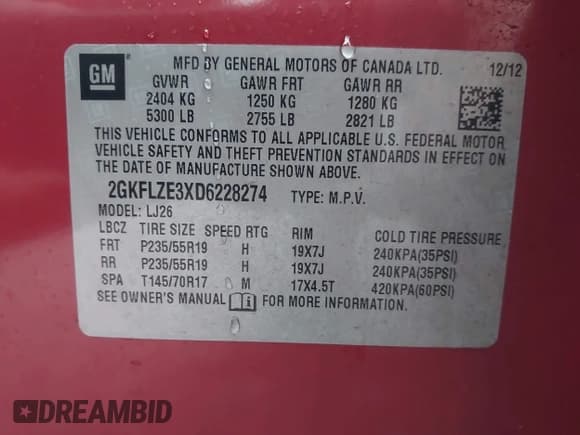 GM MFD BY GENERAL MOTORS OF CANADA LTD. 12/12
GVWR GAWR FRT GAWR RR
2404 KG 1250 KG 1280 KG
5300 LB 2755 LB 2821 LB
THIS VEHICLE CONFORMS TO ALL APPLICABLE U.S. FEDERAL MOTOR
VEHICLE SAFETY AND THEFT PREVENTION STANDARDS IN EFFECT ON
THE DATE OF MANUFACTURE SHOWN ABOVE.
2GKFLZE3XD6228274 TYPE: M.P.V.
MODEL: LJ26
LBCZ TIRE SIZE SPEED RTG RIM COLD TIRE PRESSURE
FRT P235/55R19 H 19X7J 240KPA(35PSI)
RR P235/55R19 H 19X7J 240KPA(35PSI)
SPA T145/70R17 M 17X4.5T 420KPA(60PSI)
SEE OWNER'S MANUAL i FOR MORE INFORMATION.
DREAMBID